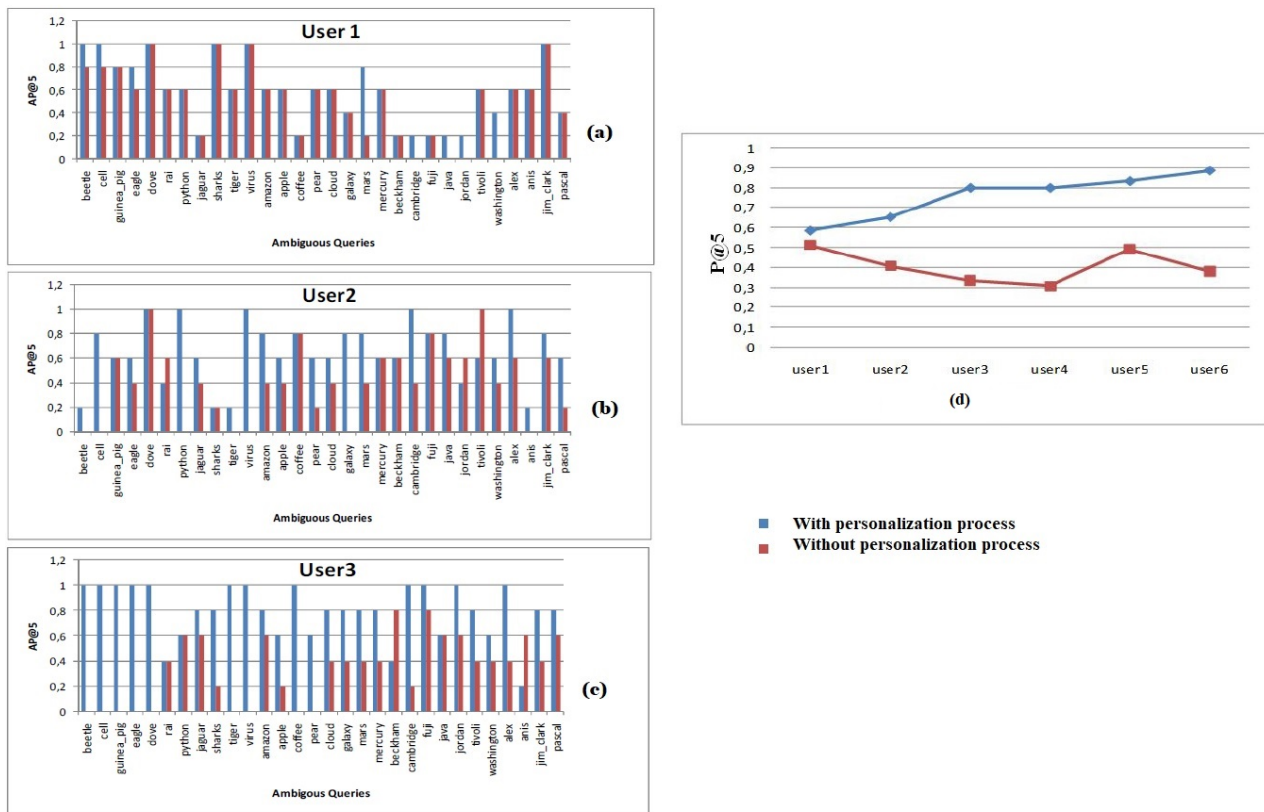 User 1
1,2
1
0,8
0,6
0,4
0,2
0
AP@5
beetle
cell
guinea_pig
eagle
dove
rai
python
jaguar
sharks
tiger
virus
amazon
apple
coffee
pear
cloud
galaxy
mars
mercury
beckham
cambridge
fuji
java
jordan
tivoli
washington
alex
anis
jim_clark
pascal
Ambiguous Queries
(a)
User2
1,2
1
0,8
0,6
0,4
0,2
0
AP@5
beetle
cell
guinea_pig
eagle
dove
rai
python
jaguar
sharks
tiger
virus
amazon
apple
coffee
pear
cloud
galaxy
mars
mercury
beckham
cambridge
fuji
java
jordan
tivoli
washington
alex
anis
jim_clark
pascal
Ambiguous Queries
(b)
User3
1,2
1
0,8
0,6
0,4
0,2
0
AP@5
beetle
cell
guinea_pig
eagle
dove
rai
python
jaguar
sharks
tiger
virus
amazon
apple
coffee
pear
cloud
galaxy
mars
mercury
beckham
cambridge
fuji
java
jordan
tivoli
washington
alex
anis
jim_clark
pascal
Ambigous Queries
(c)
1
0,9
0,8
0,7
0,6
0,5
0,4
0,3
0,2
0,1
0
P@5
user1 user2 user3 user4 user5 user6
(d)
With personalization process
Without personalization process